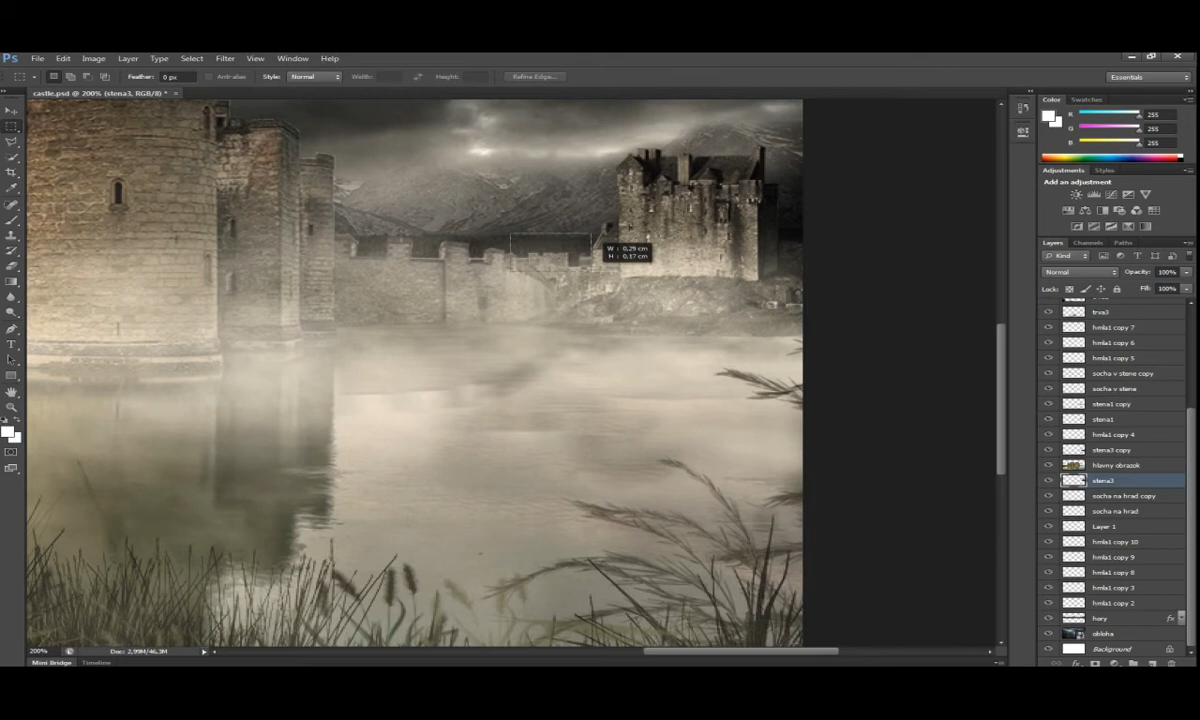 Ps File Edit Image Layer Type Select Filter View Window Help
Feather: 0 px Anti-alias Style: Normal Width: Height: Refine Edge... Essentials
castle.psd @ 200% (stena3, RGB/8) * ×
Color Swatches
R 255
G 255
B 255
Adjustments Styles
Add an adjustment
W : 0,29 cm
H : 0,17 cm
Layers Channels Paths
Kind
Normal Opacity: 100%
Lock: Fill: 100%
trva3
hmla1 copy 7
hmla1 copy 6
hmla1 copy 5
socha v stene copy
socha v stene
stena1 copy
stena1
hmla1 copy 4
stena3 copy
hlavny obrazok
stena3
socha na hrad copy
socha na hrad
Layer 1
hmla1 copy 10
hmla1 copy 9
hmla1 copy 8
hmla1 copy 3
hmla1 copy 2
hory fx
obloha
Background
200% Doc: 2,99M/46,3M
Mini Bridge Timeline